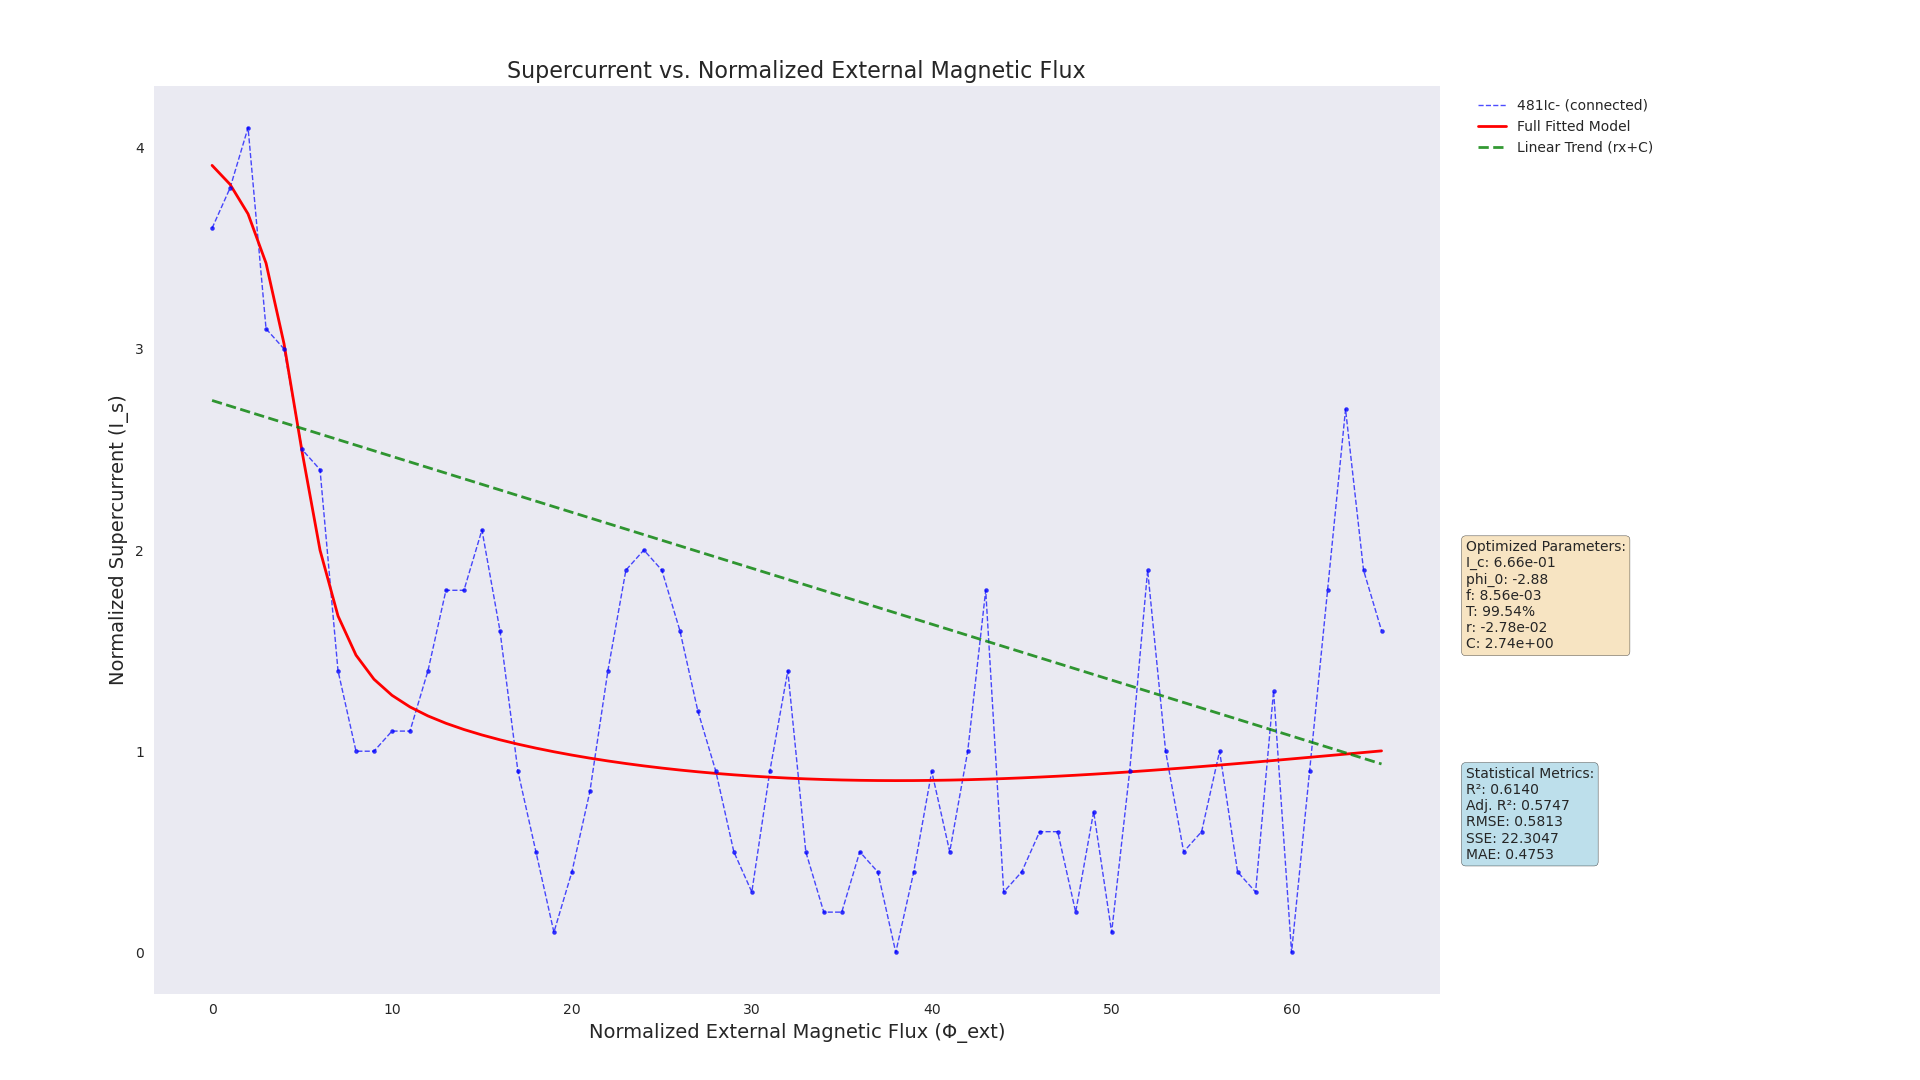 Supercurrent vs. Normalized External Magnetic Flux
481Ic- (connected)
Full Fitted Model
Linear Trend (rx+C)
Normalized Supercurrent (I_s)
4
3
2
1
0
0 10 20 30 40 50 60
Normalized External Magnetic Flux (Φ_ext)
Optimized Parameters:
I_c: 6.66e-01
phi_0: -2.88
f: 8.56e-03
T: 99.54%
r: -2.78e-02
C: 2.74e+00
Statistical Metrics:
R²: 0.6140
Adj. R²: 0.5747
RMSE: 0.5813
SSE: 22.3047
MAE: 0.4753